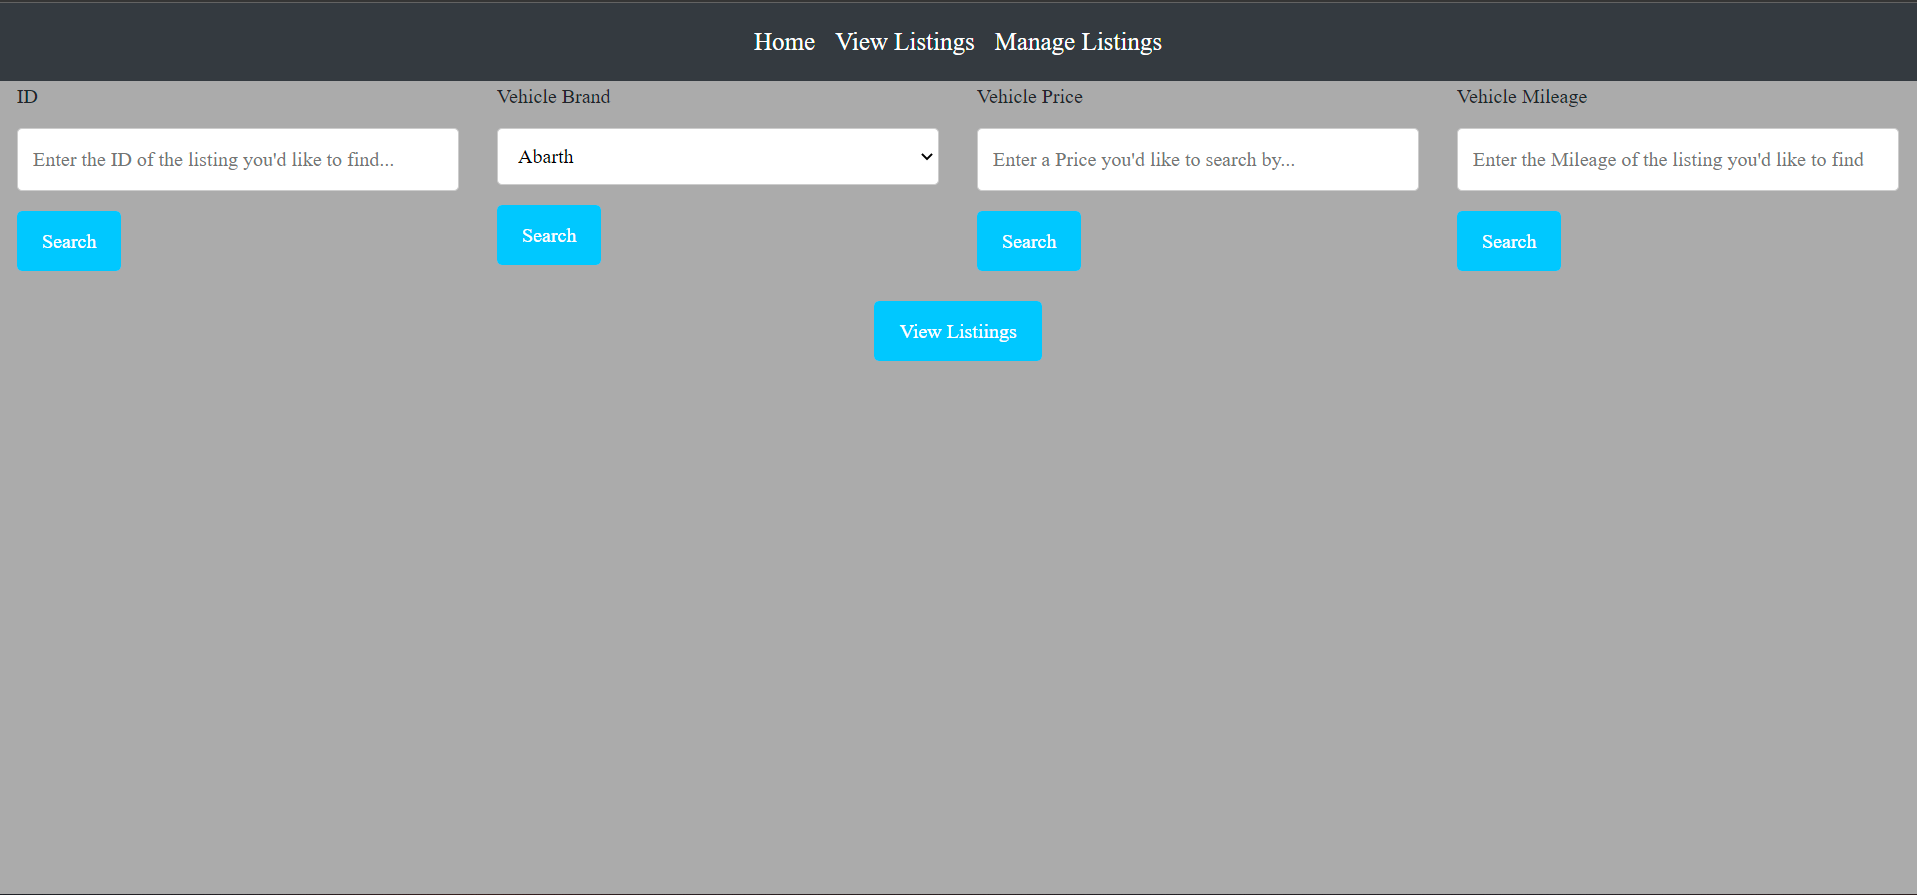 Home View Listings Manage Listings
ID Vehicle Brand Vehicle Price Vehicle Mileage
Enter the ID of the listing you'd like to find... Abarth Enter a Price you'd like to search by... Enter the Mileage of the listing you'd like to find
Search Search Search Search
View Listiings